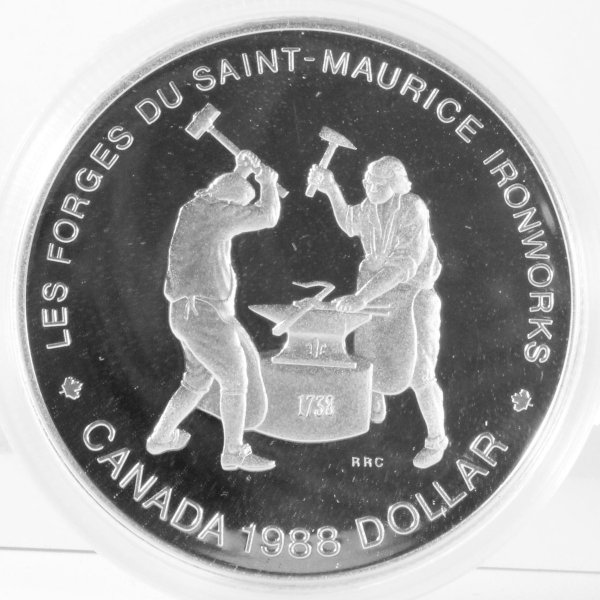 LES FORGES DU SAINT-MAURICE IRONWORKS
1738
RRC
CANADA 1988 DOLLAR